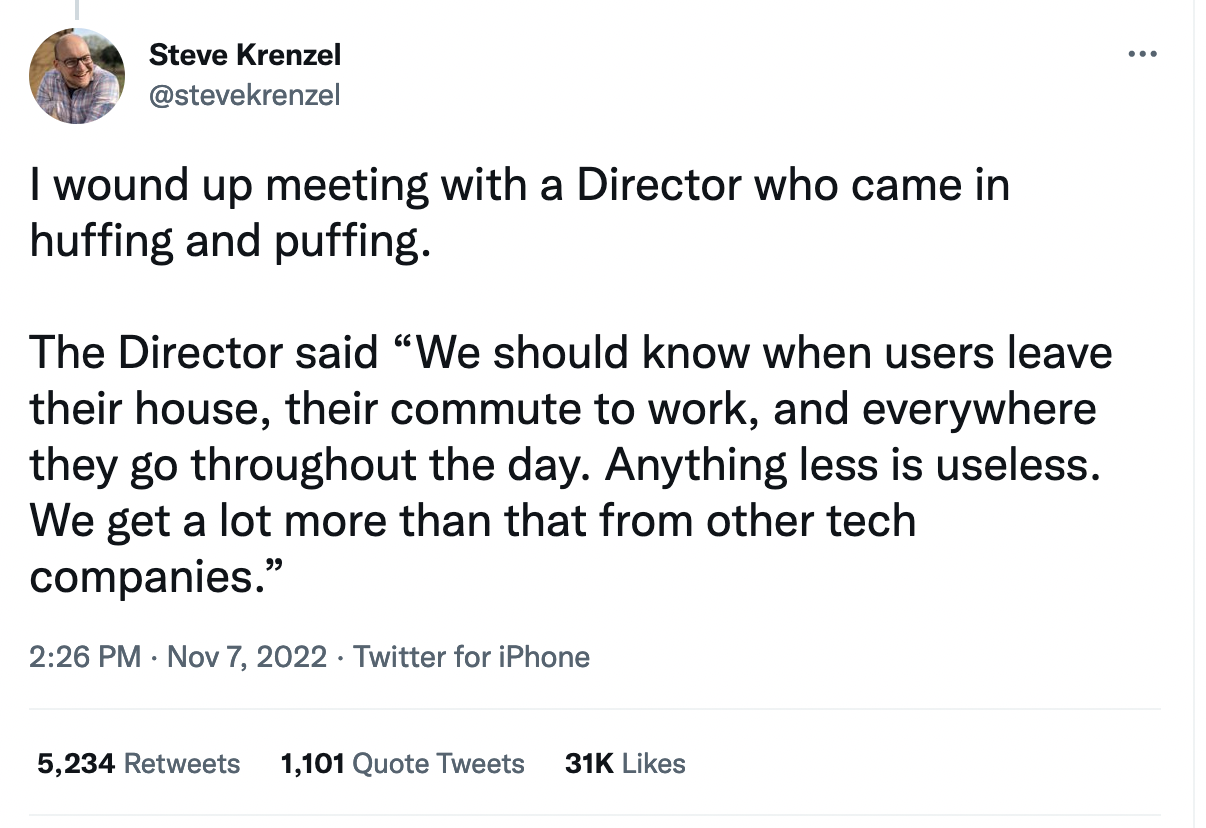 Steve Krenzel
@stevekrenzel
I wound up meeting with a Director who came in
huffing and puffing.
The Director said “We should know when users leave
their house, their commute to work, and everywhere
they go throughout the day. Anything less is useless.
We get a lot more than that from other tech
companies.”
2:26 PM · Nov 7, 2022 · Twitter for iPhone
5,234 Retweets 1,101 Quote Tweets 31K Likes